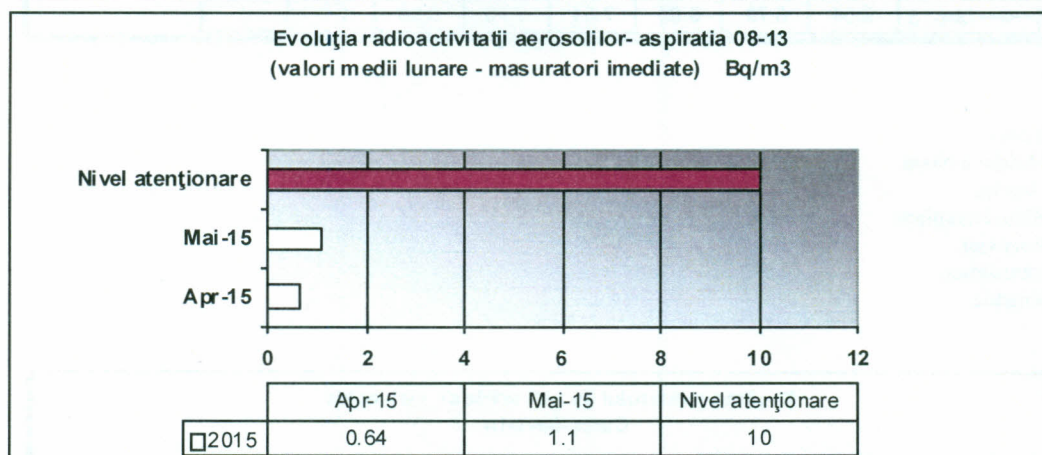 Evoluţia radioactivitatii aerosolilor- aspiratia 08-13
(valori medii lunare - masuratori imediate) Bq/m3
Nivel atenţionare
Mai-15
Apr-15
0 2 4 6 8 10 12
Apr-15 Mai-15 Nivel atenţionare
2015 0.64 1.1 10